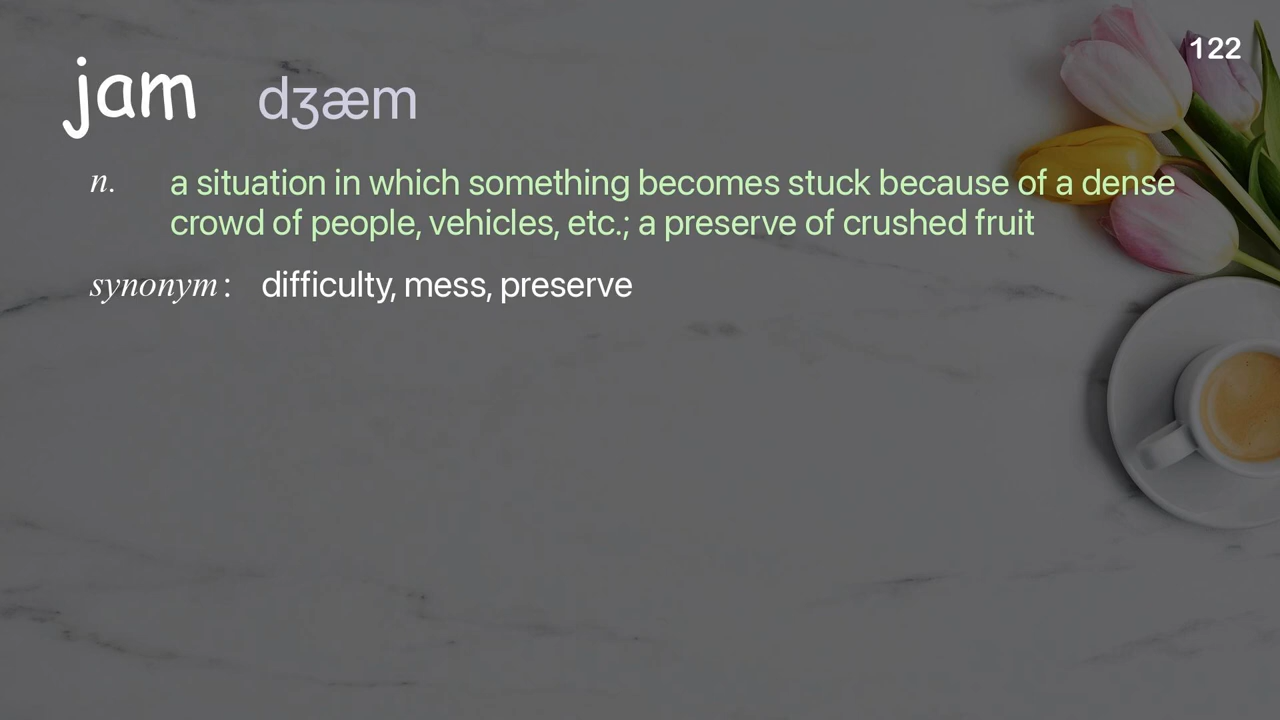 122
jam dʒæm
n. a situation in which something becomes stuck because of a dense
crowd of people, vehicles, etc.; a preserve of crushed fruit
synonym : difficulty, mess, preserve